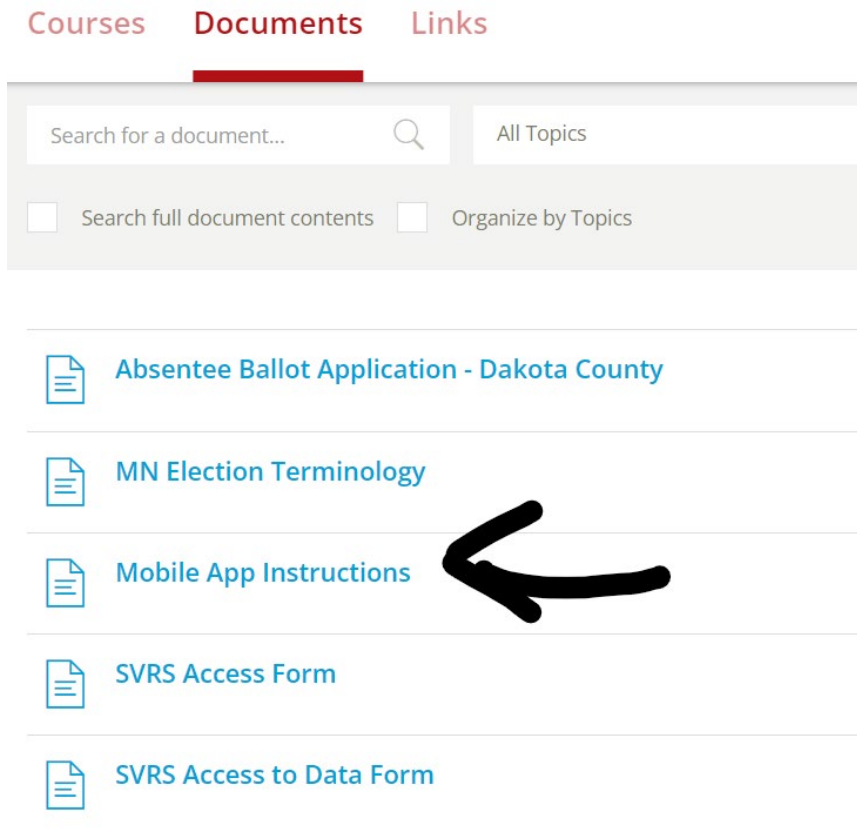 Courses Documents Links
Search for a document... All Topics
Search full document contents Organize by Topics
Absentee Ballot Application - Dakota County
MN Election Terminology
Mobile App Instructions
SVRS Access Form
SVRS Access to Data Form